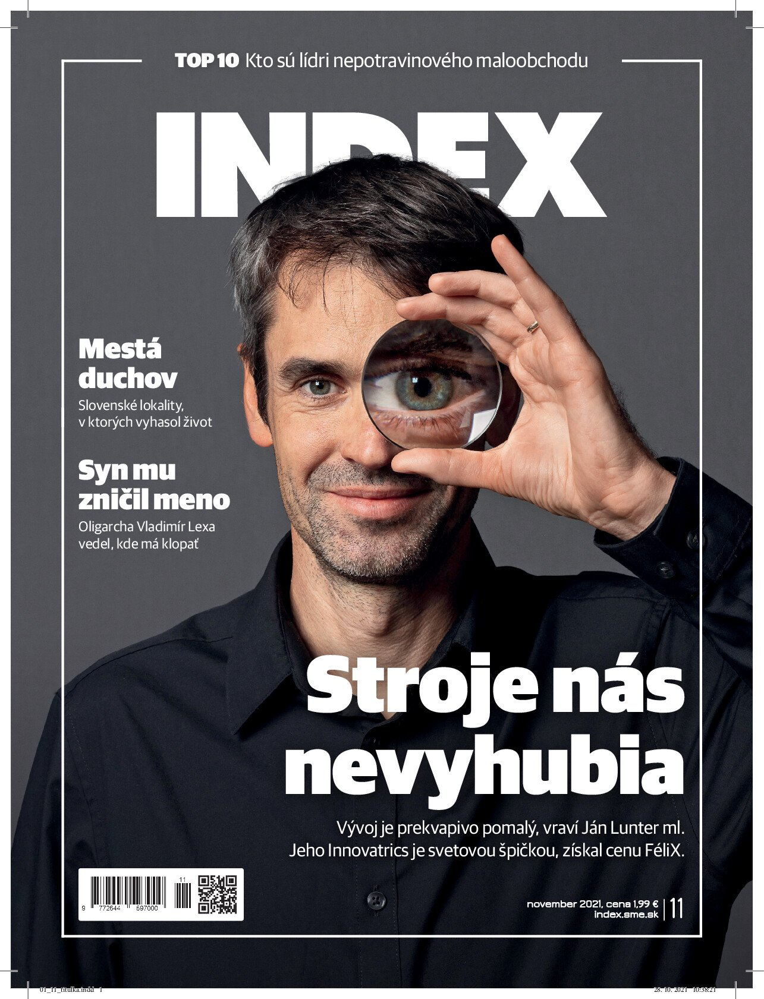 TOP 10 Kto sú lídri nepotravinového maloobchodu
INDEX
Mestá
duchov
Slovenské lokality,
v ktorých vyhasol život
Syn mu
zničil meno
Oligarcha Vladimír Lexa
vedel, kde má klopať
Stroje nás
nevyhubia
Vývoj je prekvapivo pomalý, vraví Ján Lunter ml.
Jeho Innovatrics je svetovou špičkou, získal cenu FéliX.
11
9 772644 597000
november 2021, cena 1,99 € 11
index.sme.sk
01_11_titulka.indd 1
28. 10. 2021 10:58:21